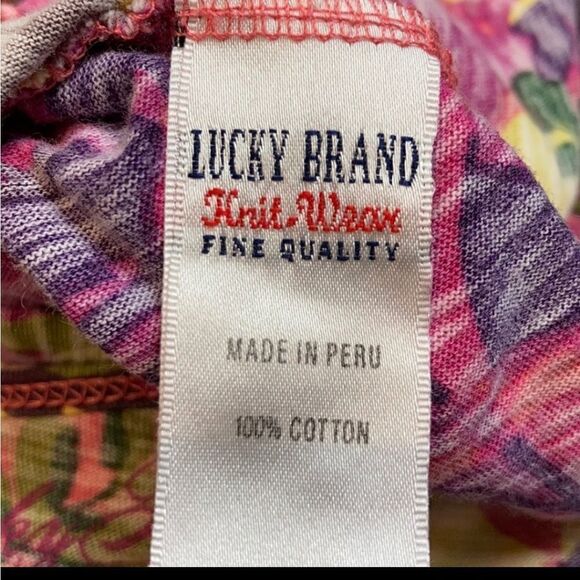 LUCKY BRAND
Knit-Wear
FINE QUALITY
MADE IN PERU
100% COTTON